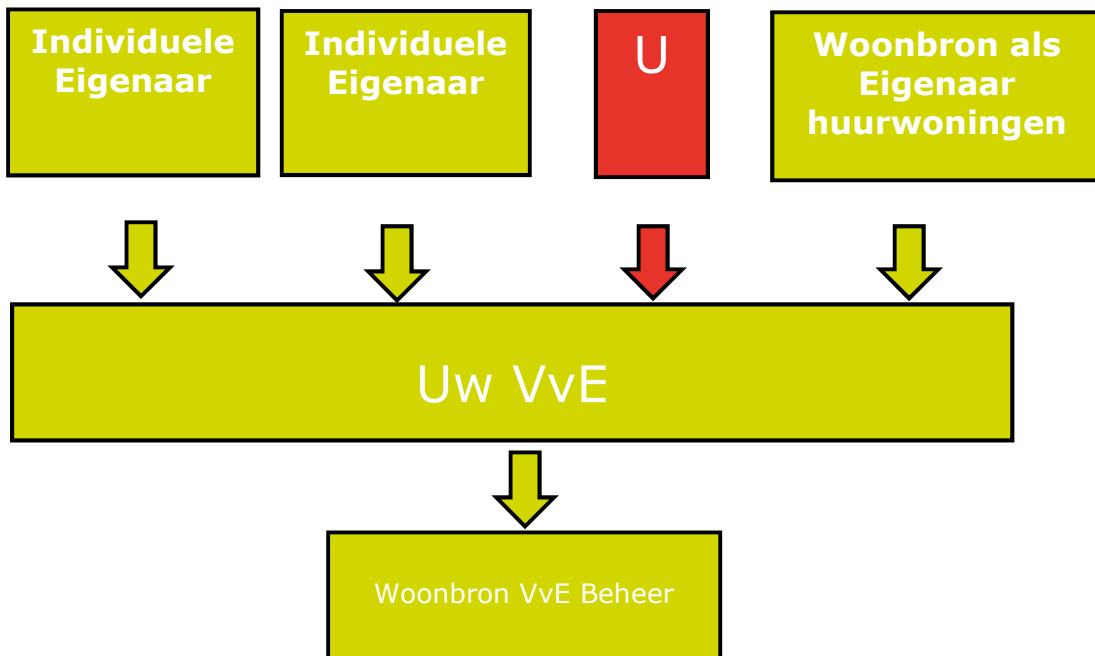 Individuele
Eigenaar
Individuele
Eigenaar
U
Woonbron als
Eigenaar
huurwoningen
Uw VvE
Woonbron VvE Beheer